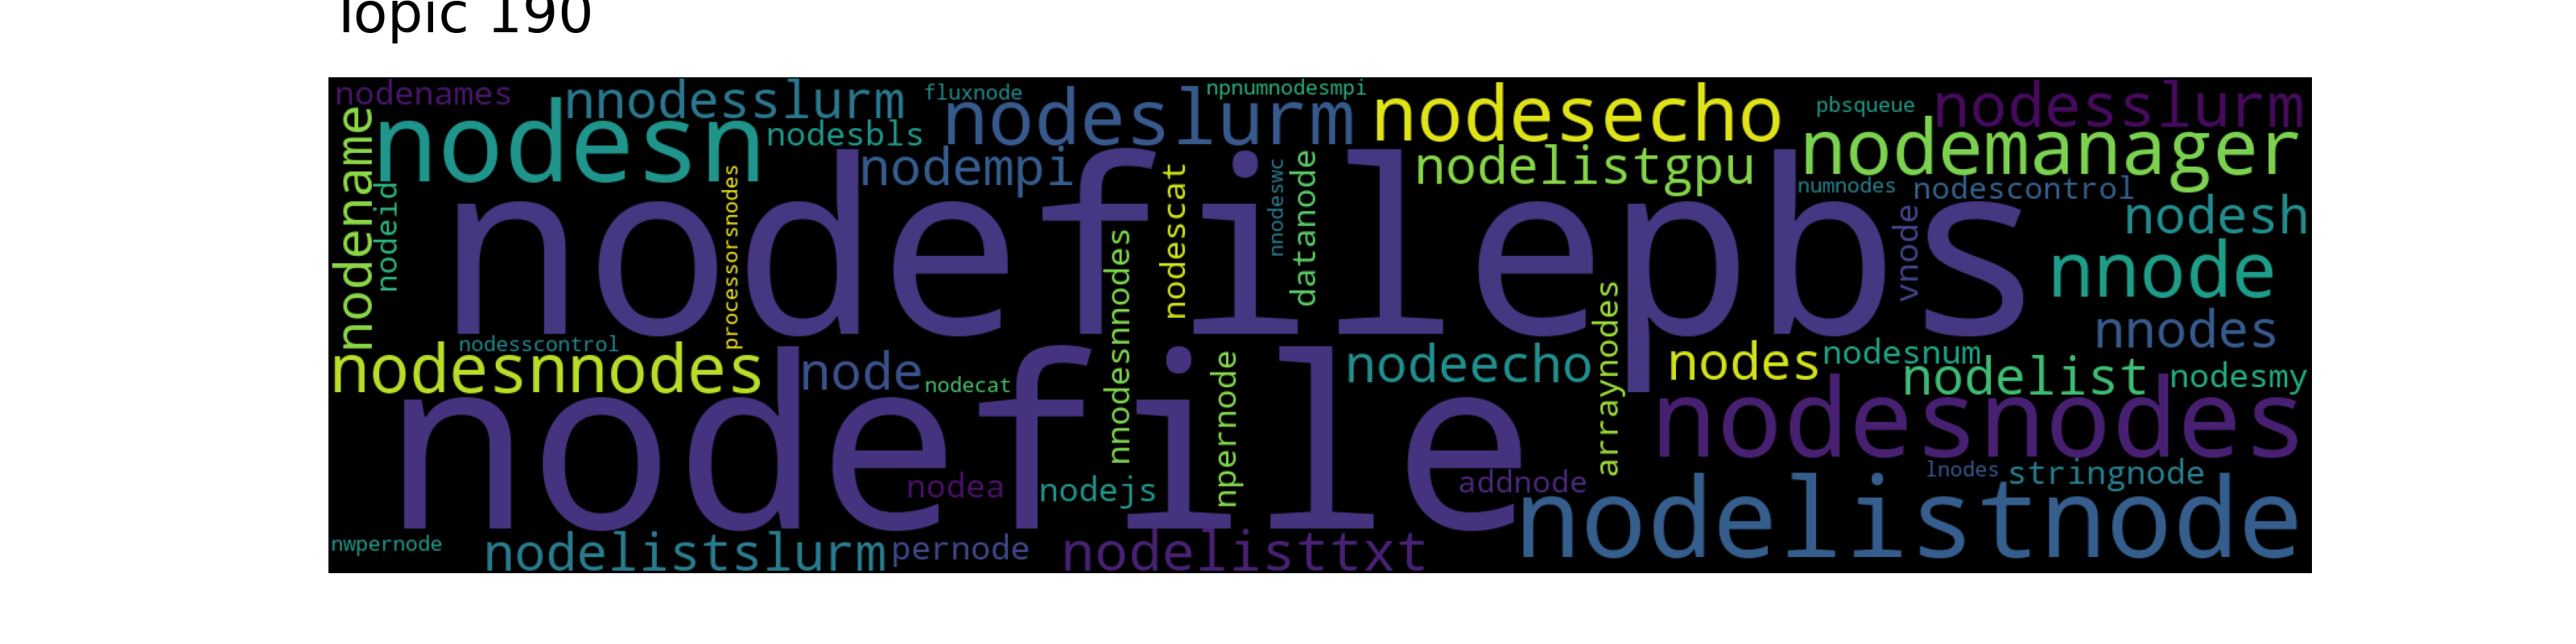 Topic 190
nodenames
nnodesslurm
fluxnode
npnumnodesmpi
nodesecho
pbsqueue
nodesslurm
nodename
nodesn
nodesbls
nodeslurm
nodelistgpu
nodemanager
nodeid
processorsnodes
nodempi
nodescat
nnodeswc
datanode
numnodes
nodescontrol
nodesh
nodefilepbs
vnode
nnode
nnodes
nodesscontrol
nodesnnodes
node
nodecat
nnodesnnodes
npernode
nodeecho
arraynodes
nodes
nodesnum
nodelist
nodesmy
nodefile
nodesnodes
nodea
nodejs
addnode
lnodes
stringnode
nodelistnode
nwpernode
nodelistslurm
pernode
nodelisttxt